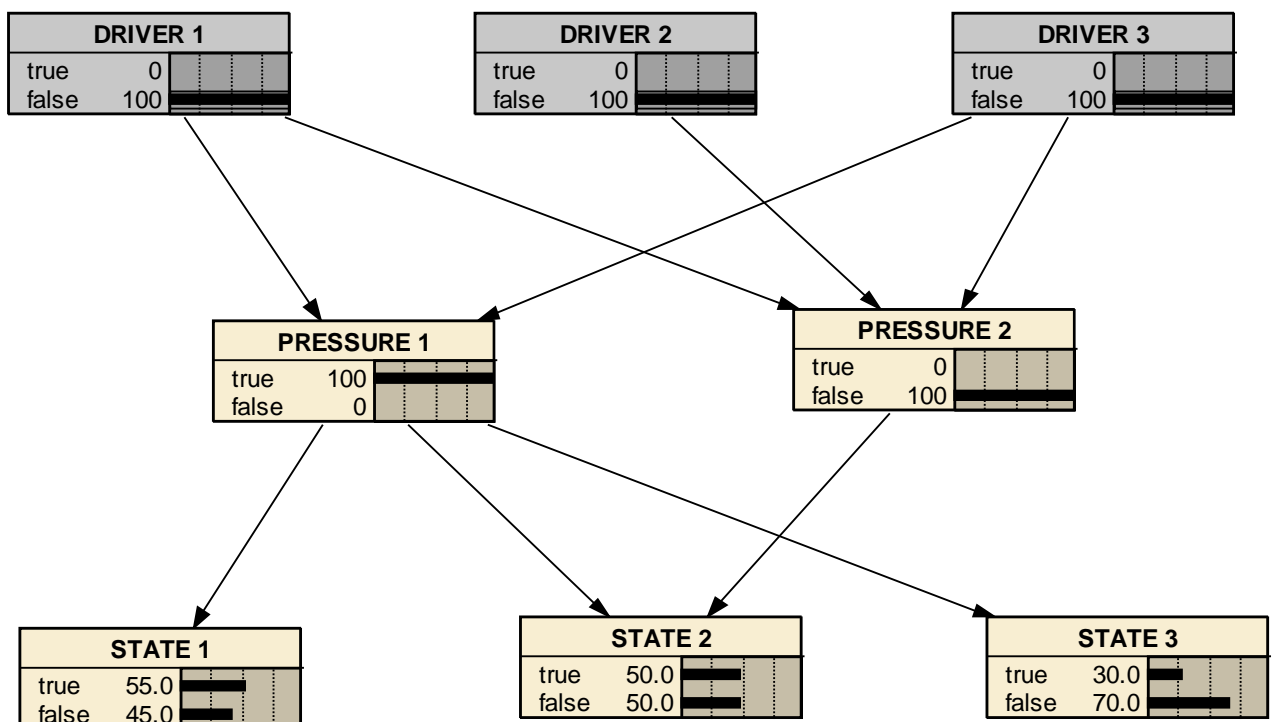 DRIVER 1
true 0
false 100
DRIVER 2
true 0
false 100
DRIVER 3
true 0
false 100
PRESSURE 1
true 100
false 0
PRESSURE 2
true 0
false 100
STATE 1
true 55.0
false 45.0
STATE 2
true 50.0
false 50.0
STATE 3
true 30.0
false 70.0